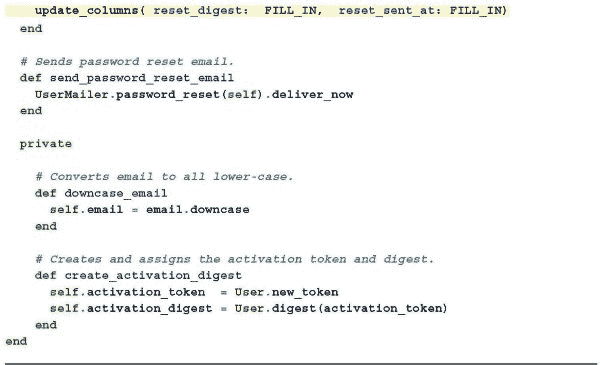 update_columns( reset_digest:  FILL_IN,  reset_sent_at: FILL_IN)
  end

  # Sends password reset email.
  def send_password_reset_email
    UserMailer.password_reset(self).deliver_now
  end

  private

    # Converts email to all lower-case.
    def downcase_email
      self.email = email.downcase
    end

    # Creates and assigns the activation token and digest.
    def create_activation_digest
      self.activation_token  = User.new_token
      self.activation_digest = User.digest(activation_token)
    end
end